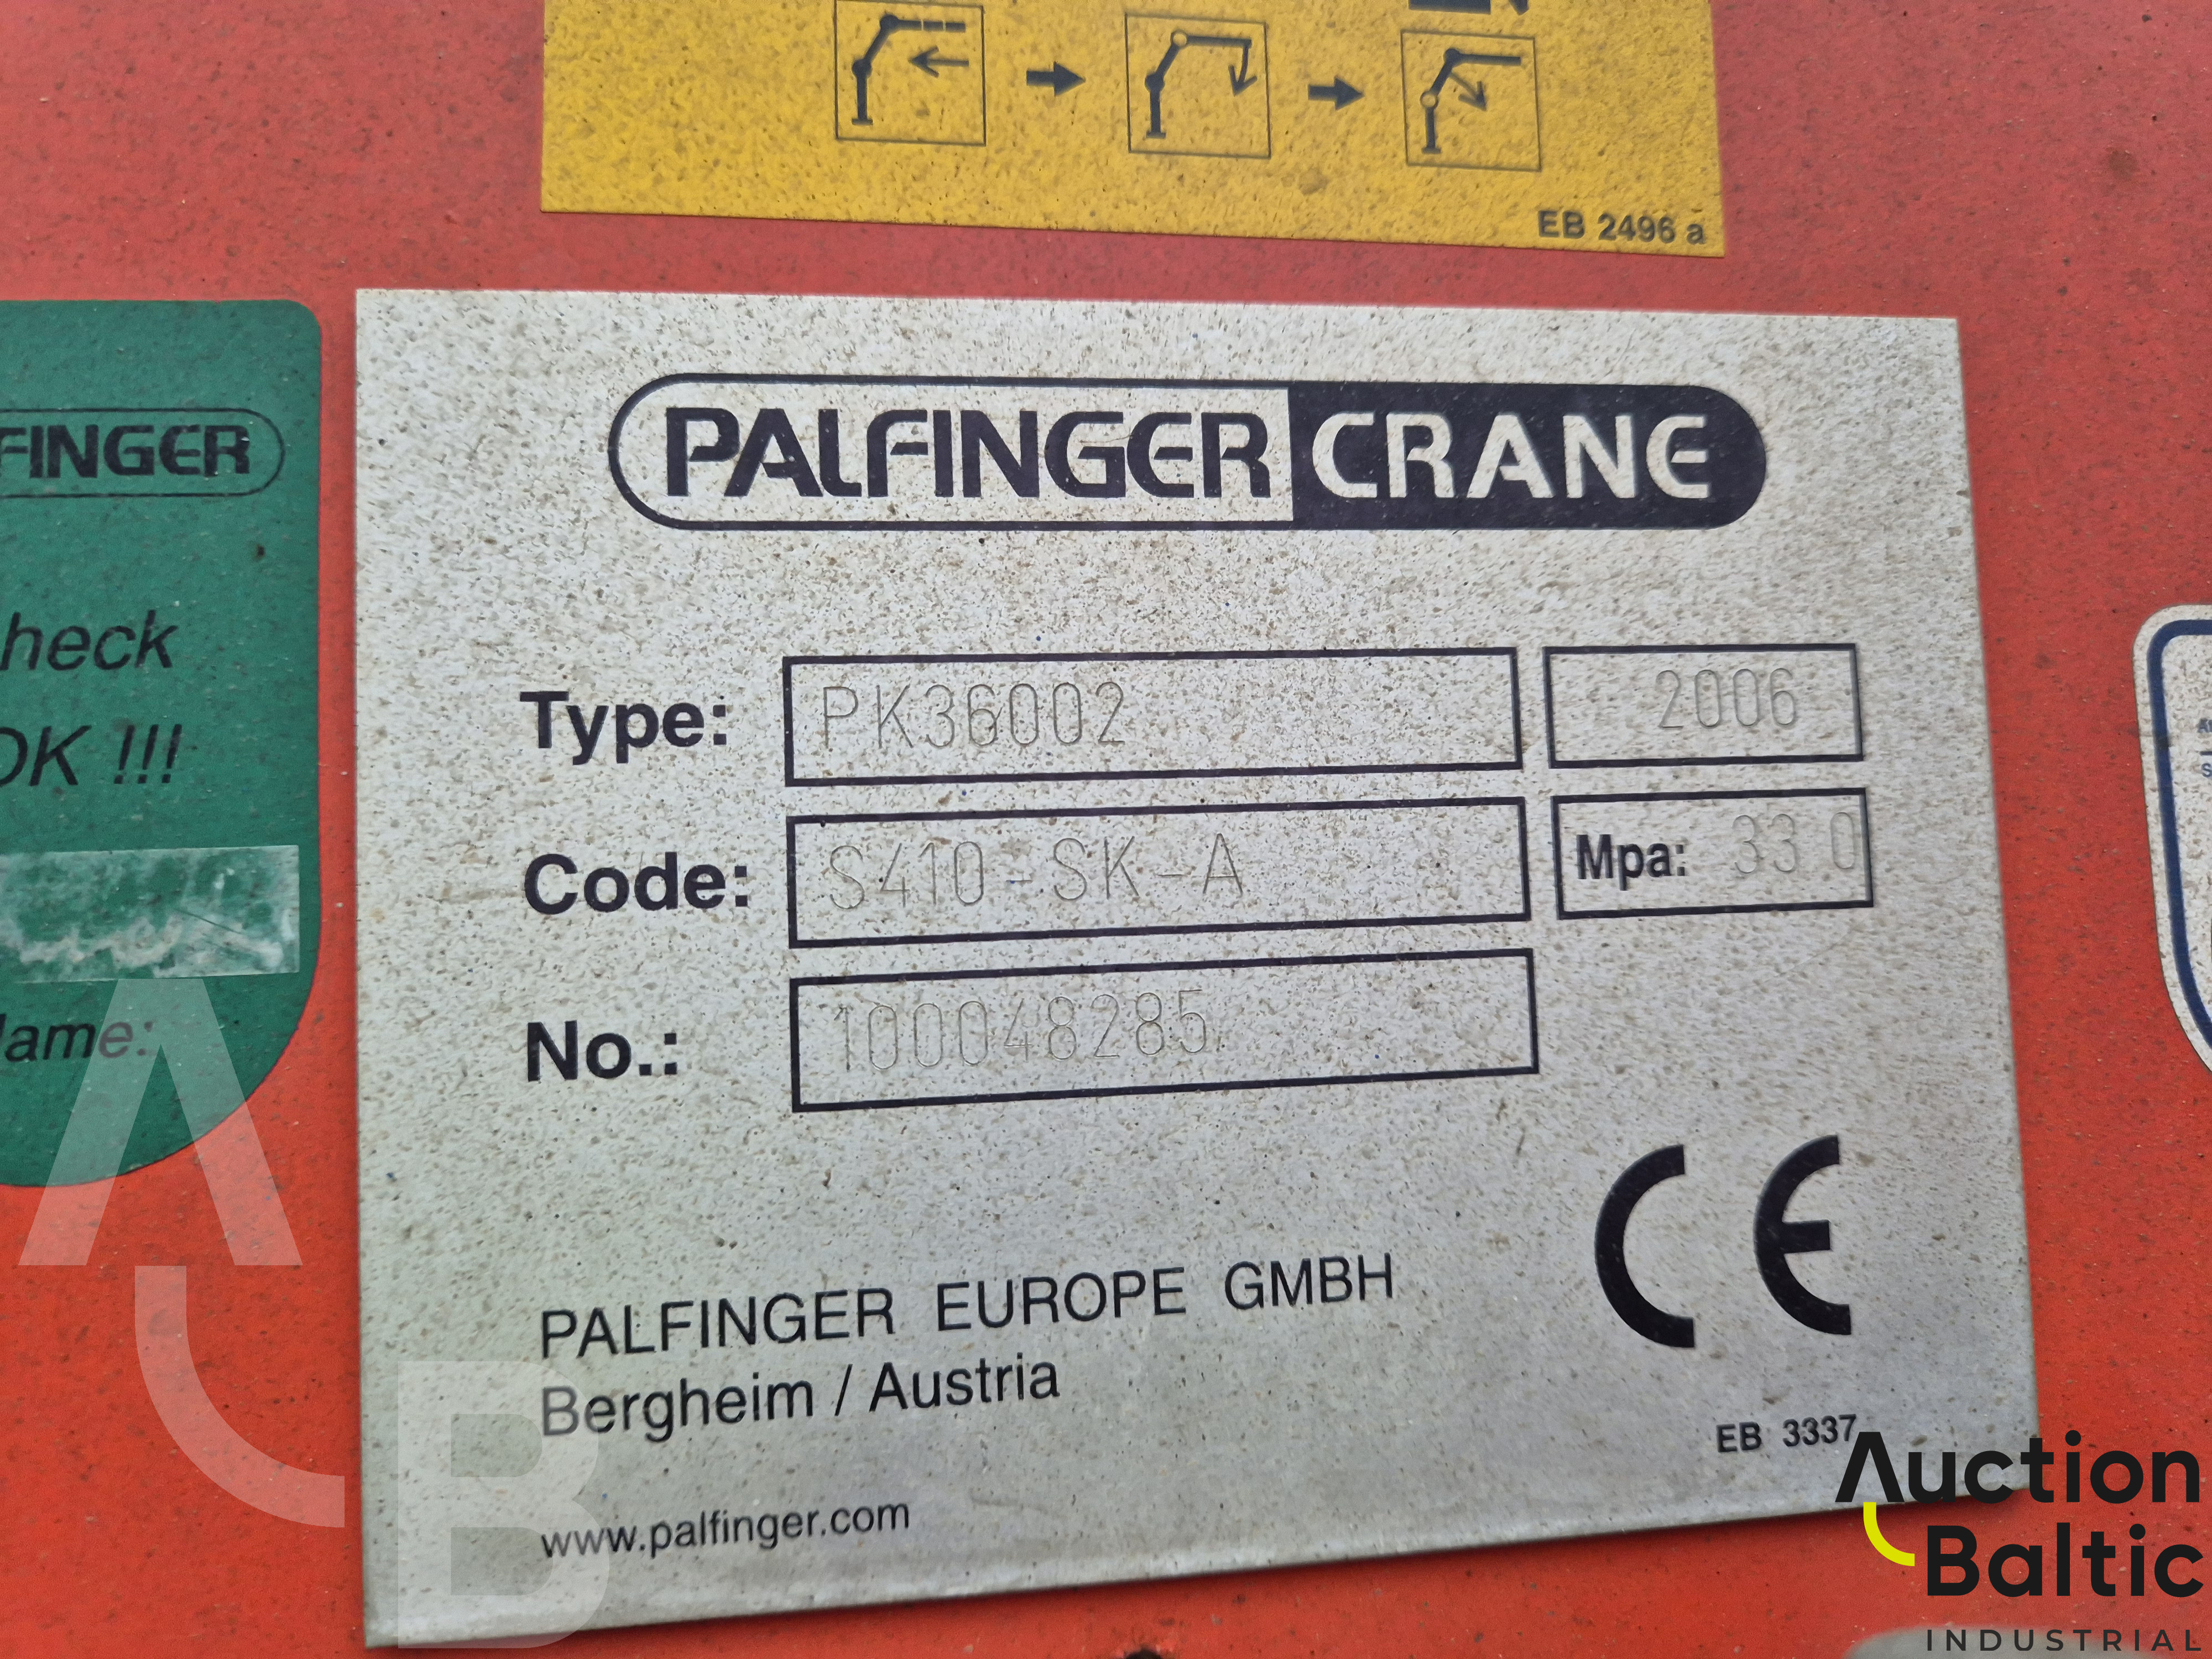 EB 2496 a
FINGER
heck
OK !!!
ame:
PALFINGER CRANE
Type: PK36002 2006
Code: S410-SK-A Mpa: 33 0
No.: 100048285
PALFINGER EUROPE GMBH
Bergheim / Austria
www.palfinger.com
CE
EB 3337
Auction
Baltic
INDUSTRIAL